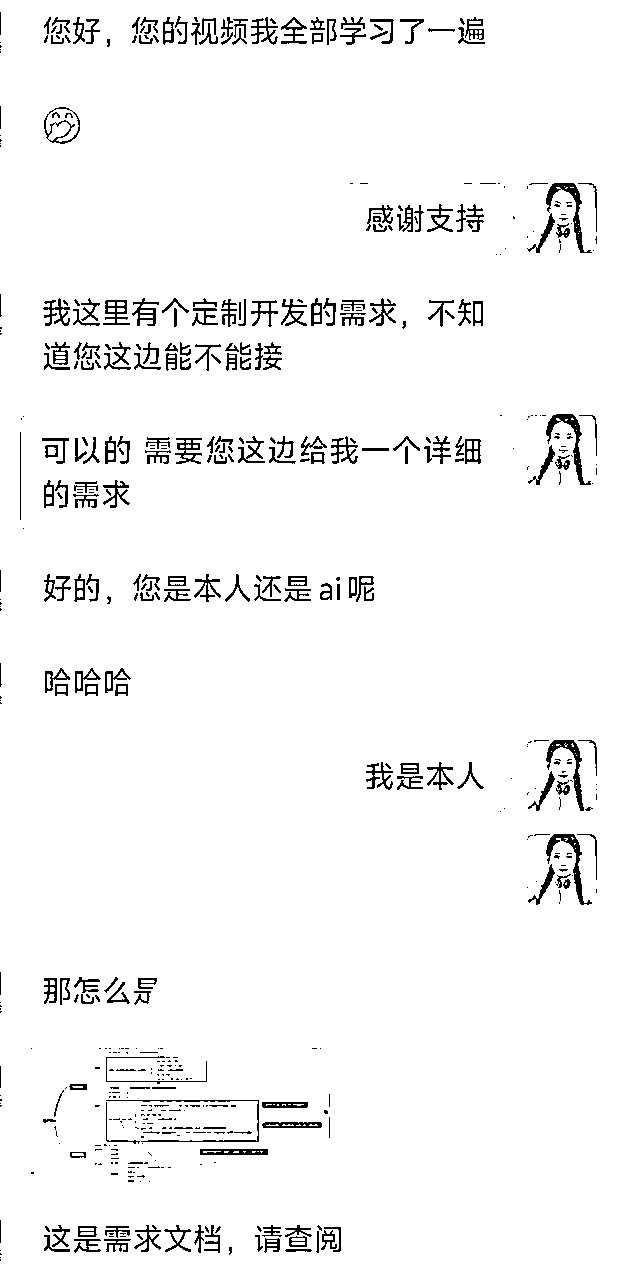 您好，您的视频我全部学习了一遍
感谢支持
我这里有个定制开发的需求，不知
道您这边能不能接
可以的 需要您这边给我一个详细
的需求
好的，您是本人还是ai呢
哈哈哈
我是本人
那怎么是
这是需求文档，请查阅